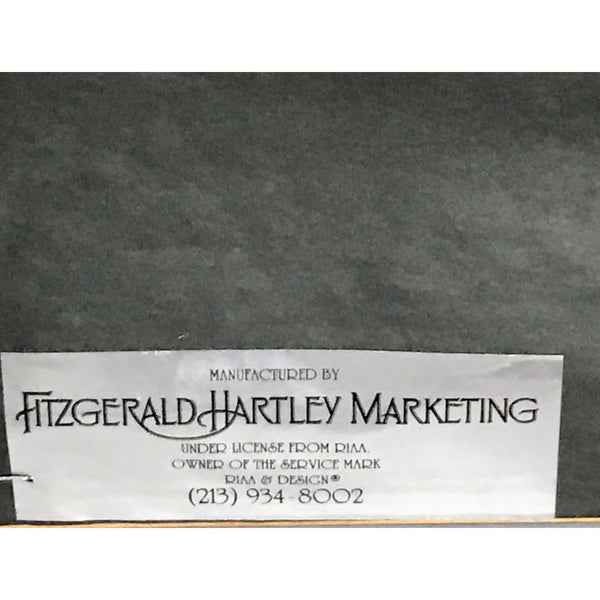 MANUFACTURED BY
FITZGERALD HARTLEY MARKETING
UNDER LICENSE FROM RIAA.
OWNER OF THE SERVICE MARK
RIAA & DESIGN®
(213) 934-8002